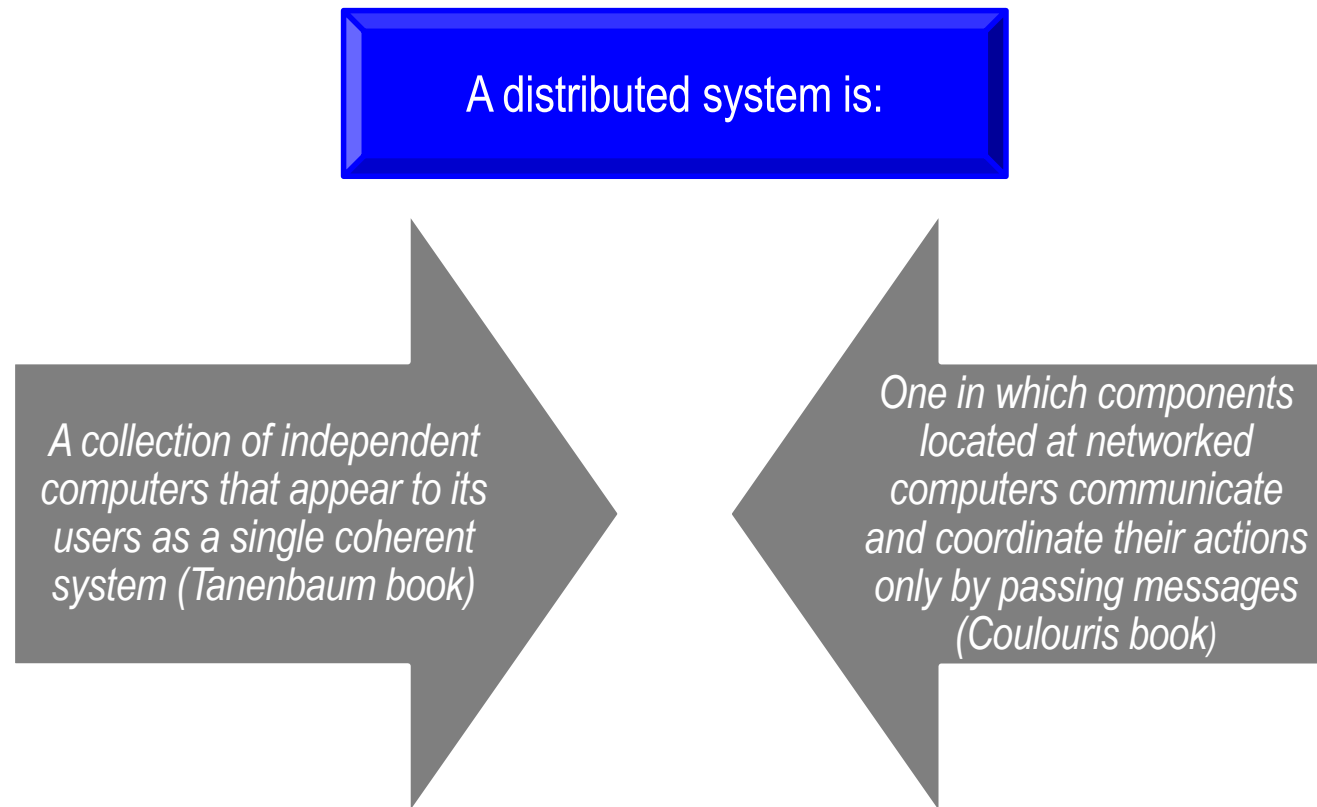 A distributed system is:
A collection of independent
computers that appear to its
users as a single coherent
system (Tanenbaum book)
One in which components
located at networked
computers communicate
and coordinate their actions
only by passing messages
(Coulouris book)